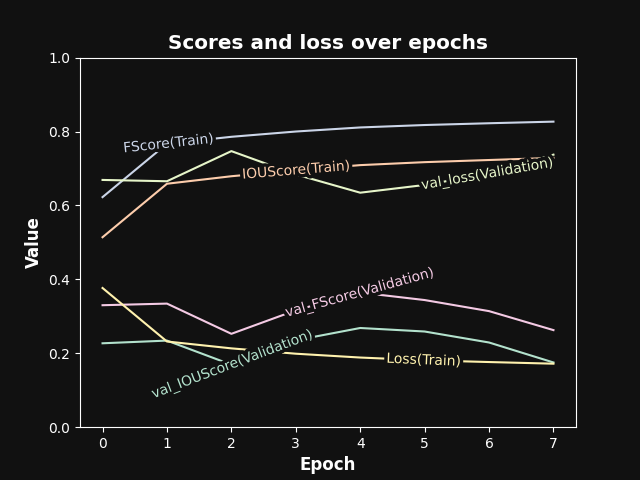 Scores and loss over epochs
1.0
0.8
0.6
0.4
0.2
0.0
Value
FScore(Train)
IOUScore(Train)
val_loss(Validation)
val_FScore(Validation)
val_IOUScore(Validation)
Loss(Train)
0 1 2 3 4 5 6 7
Epoch